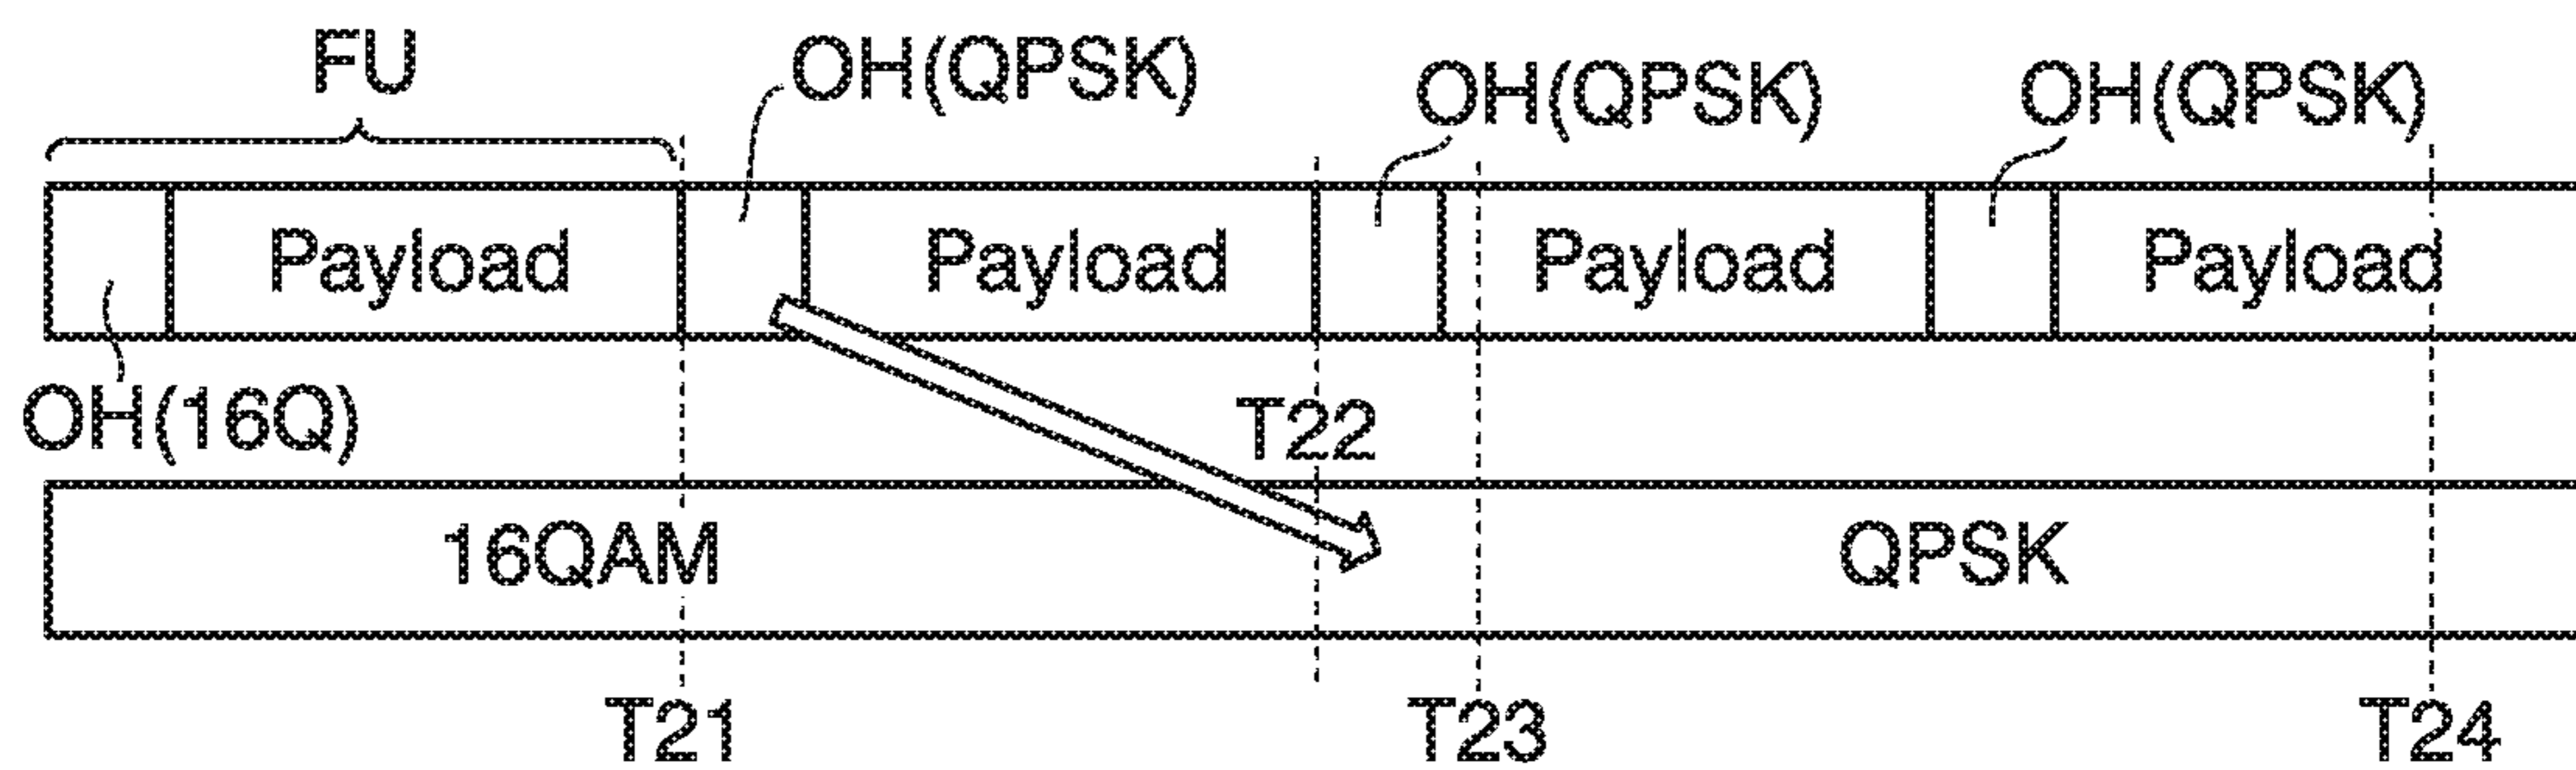 FU
OH(QPSK)
OH(QPSK)
OH(QPSK)
Payload
Payload
Payload
Payload
OH(16Q)
T22
16QAM
QPSK
T21
T23
T24